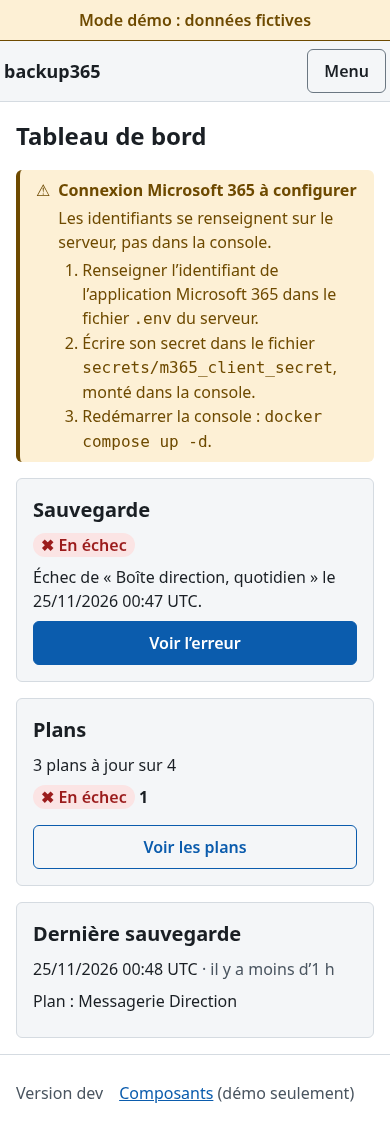 Mode démo : données fictives
backup365
Menu
Tableau de bord
⚠ Connexion Microsoft 365 à configurer
Les identifiants se renseignent sur le
serveur, pas dans la console.
1. Renseigner l’identifiant de
l’application Microsoft 365 dans le
fichier .env du serveur.
2. Écrire son secret dans le fichier
secrets/m365_client_secret,
monté dans la console.
3. Redémarrer la console : docker
compose up -d.
Sauvegarde
✖ En échec
Échec de « Boîte direction, quotidien » le
25/11/2026 00:47 UTC.
Voir l’erreur
Plans
3 plans à jour sur 4
✖ En échec 1
Voir les plans
Dernière sauvegarde
25/11/2026 00:48 UTC · il y a moins d’1 h
Plan : Messagerie Direction
Version dev Composants (démo seulement)